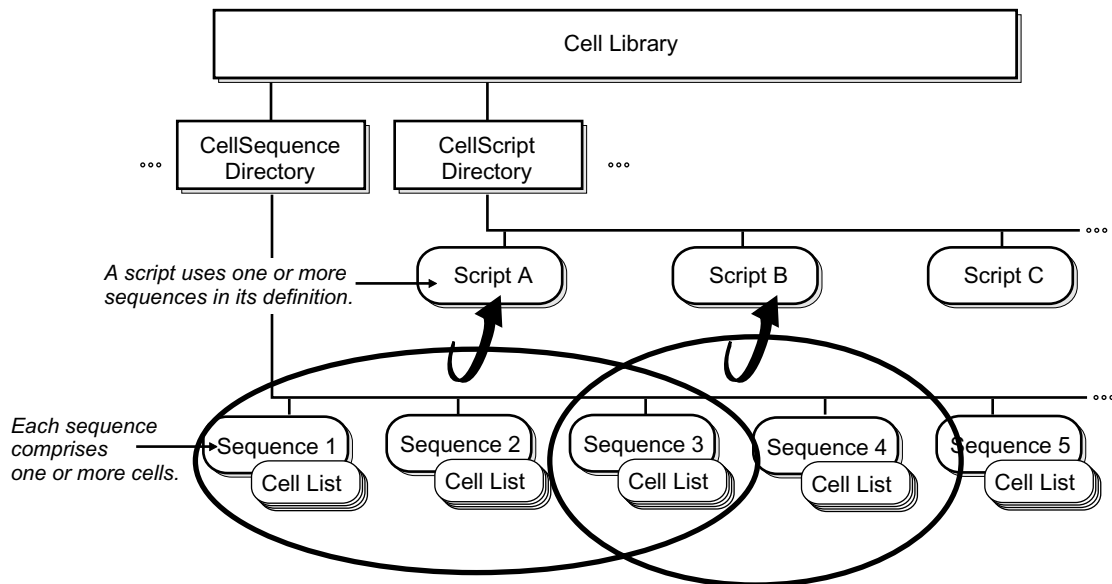 Cell Library
CellSequence
Directory
CellScript
Directory
°°°
°°°
°°°
Script A
Script B
Script C
A script uses one or more
sequences in its definition.
°°°
Each sequence
comprises
one or more cells.
Sequence 1
Sequence 2
Sequence 3
Sequence 4
Sequence 5
Cell List
Cell List
Cell List
Cell List
Cell List